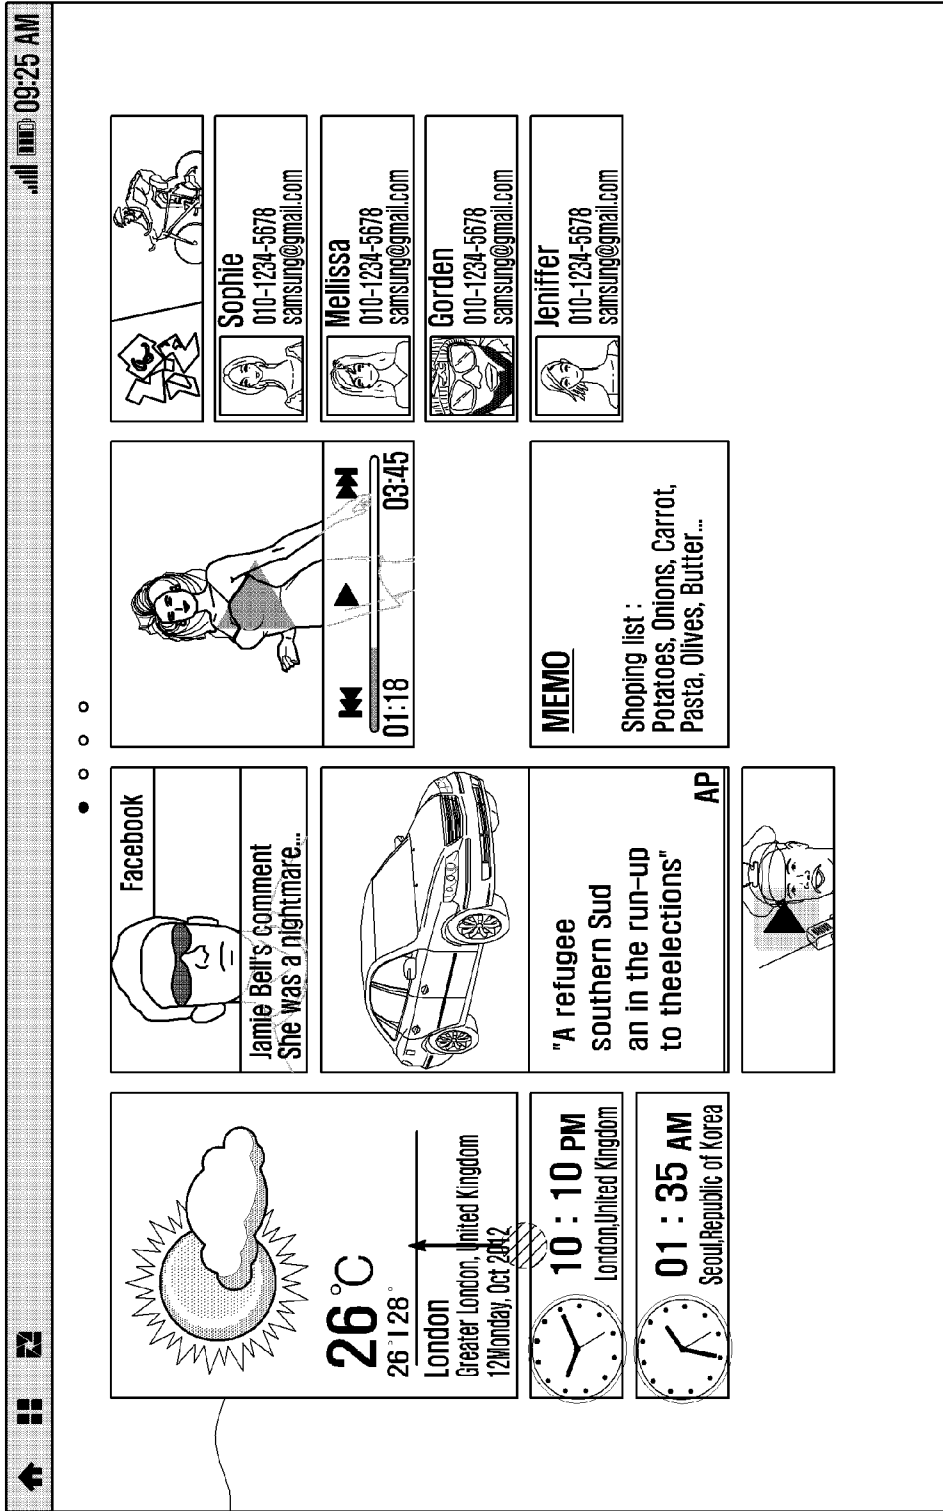 09:25 AM
26°C
26°I28°
London
Greater London, United Kingdom
12Monday, Oct 2012
10 : 10 PM
London,United Kingdom
01 : 35 AM
Seoul,Republic of Korea
Facebook
Jamie Bell's comment
She was a nightmare...
"A refugee
southern Sud
an in the run-up
to theelections"
AP
01:18
03:45
MEMO
Shoping list :
Potatoes, Onions, Carrot,
Pasta, Olives, Butter...
Sophie
010-1234-5678
samsung@gmail.com
Mellissa
010-1234-5678
samsung@gmail.com
Gorden
010-1234-5678
samsung@gmail.com
Jeniffer
010-1234-5678
samsung@gmail.com